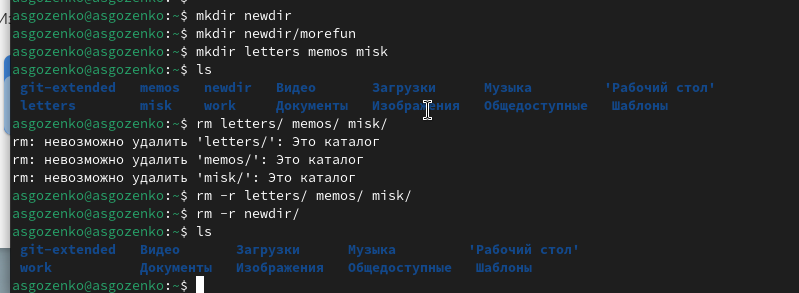 asgozenko@asgozenko:~$ mkdir newdir
asgozenko@asgozenko:~$ mkdir newdir/morefun
asgozenko@asgozenko:~$ mkdir letters memos misk
asgozenko@asgozenko:~$ ls
git-extended memos newdir Видео Загрузки Музыка 'Рабочий стол'
letters misk work Документы Изображения Общедоступные Шаблоны
asgozenko@asgozenko:~$ rm letters/ memos/ misk/
rm: невозможно удалить 'letters/': Это каталог
rm: невозможно удалить 'memos/': Это каталог
rm: невозможно удалить 'misk/': Это каталог
asgozenko@asgozenko:~$ rm -r letters/ memos/ misk/
asgozenko@asgozenko:~$ rm -r newdir/
asgozenko@asgozenko:~$ ls
git-extended Видео Загрузки Музыка 'Рабочий стол'
work Документы Изображения Общедоступные Шаблоны
asgozenko@asgozenko:~$